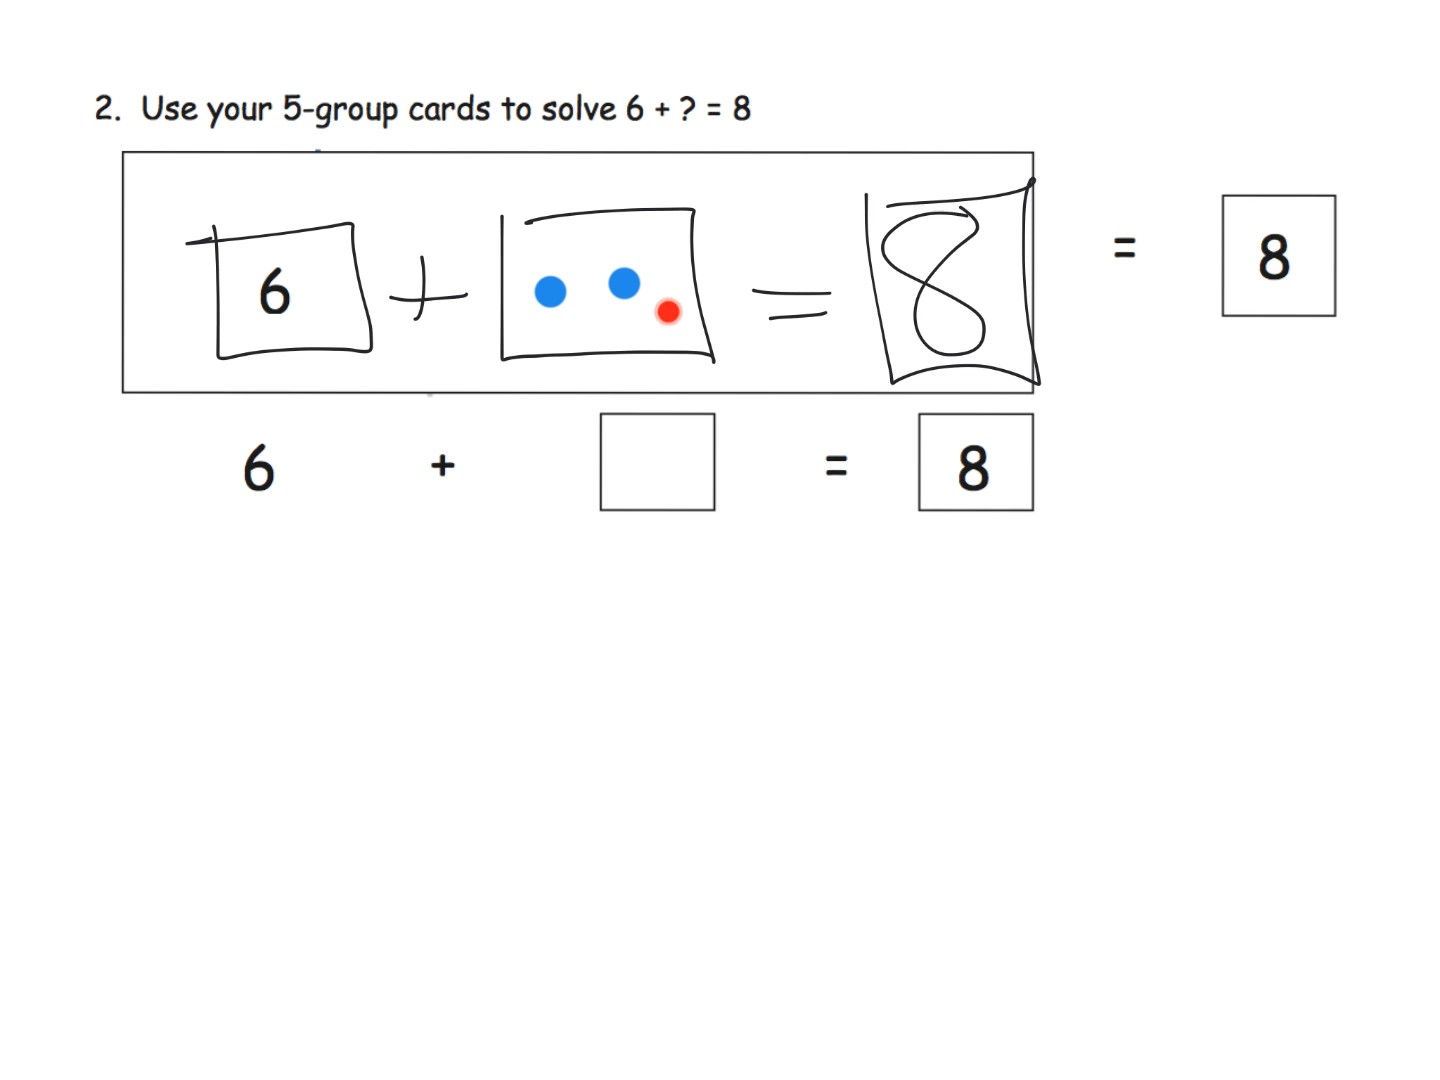 2. Use your 5-group cards to solve 6 + ? = 8
6 + = 8 = 8
6 + = 8